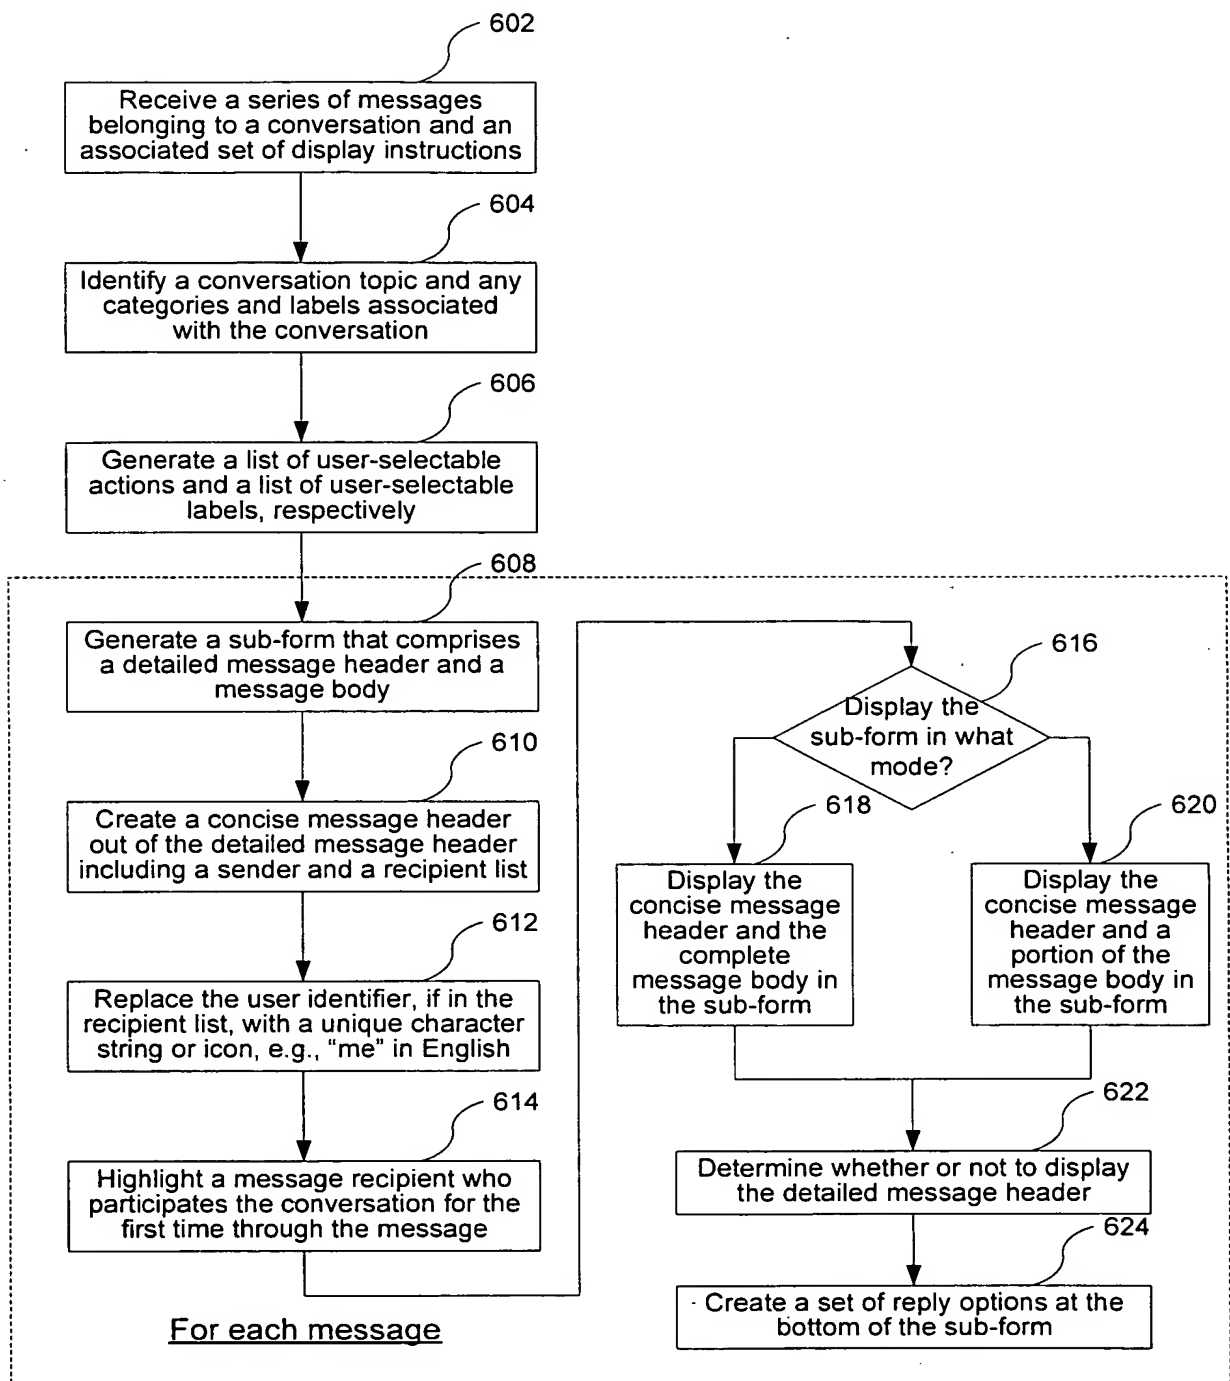 602
Receive a series of messages
belonging to a conversation and an
associated set of display instructions
604
Identify a conversation topic and any
categories and labels associated
with the conversation
606
Generate a list of user-selectable
actions and a list of user-selectable
labels, respectively
608
Generate a sub-form that comprises
a detailed message header and a
message body
610
Create a concise message header
out of the detailed message header
including a sender and a recipient list
612
Replace the user identifier, if in the
recipient list, with a unique character
string or icon, e.g., “me” in English
614
Highlight a message recipient who
participates the conversation for the
first time through the message
For each message
616
Display the
sub-form in what
mode?
618
Display the
concise message
header and the
complete
message body in
the sub-form
620
Display the
concise message
header and a
portion of the
message body in
the sub-form
622
Determine whether or not to display
the detailed message header
624
Create a set of reply options at the
bottom of the sub-form